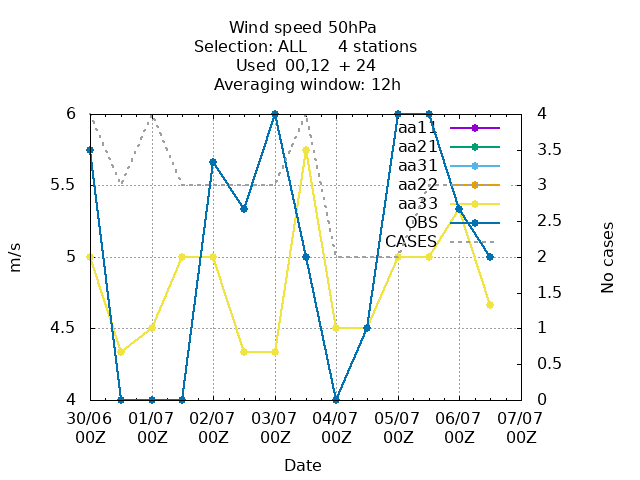 Wind speed 50hPa
Selection: ALL 4 stations
Used 00,12 + 24
Averaging window: 12h
6 4
aa11
aa21 3.5
aa31
5.5 aa22 3
aa33
OBS 2.5
CASES
5 2
m/s
No cases
1.5
4.5 1
0.5
4 0
30/06 01/07 02/07 03/07 04/07 05/07 06/07 07/07
00Z 00Z 00Z 00Z 00Z 00Z 00Z 00Z
Date